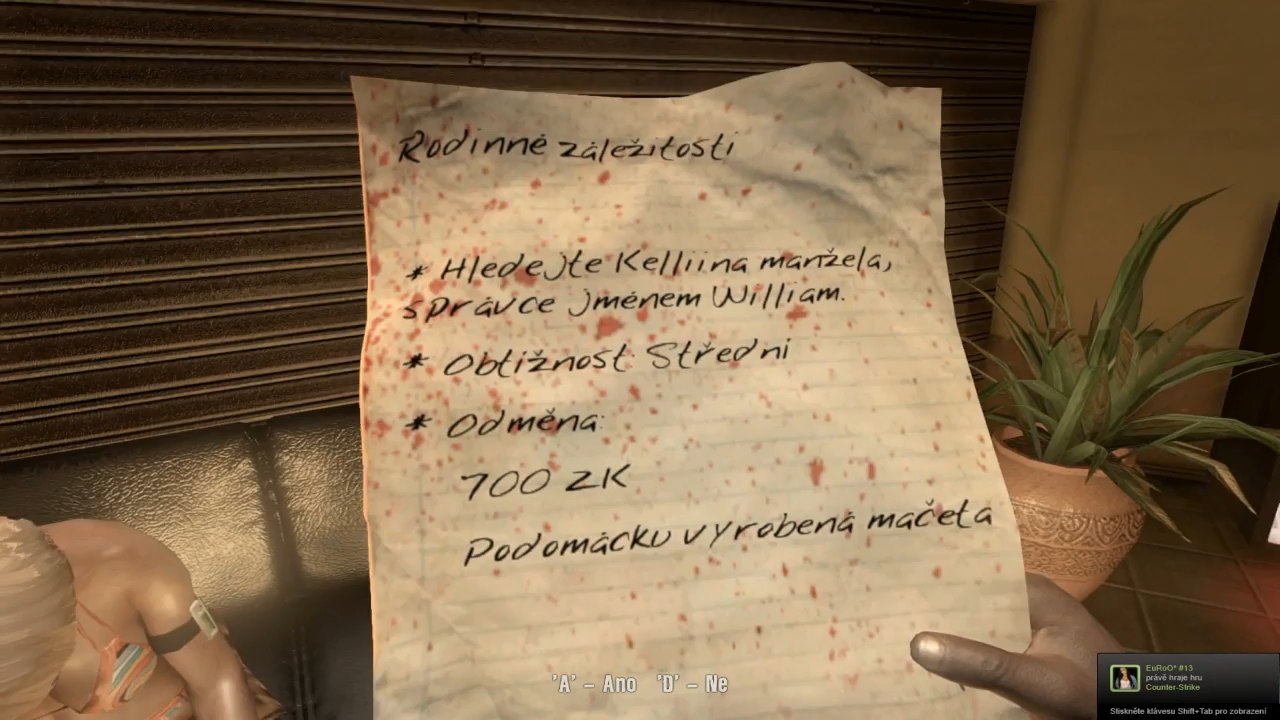 Rodinné záležitosti
* Hledejte Kelliina manžela,
správce jménem William.
* Obtížnost: Střední
* Odměna:
700 ZK
Podomácku vyrobená mačeta
'A' – Ano 'D' – Ne
EuRoO* #13
právě hraje hru
Counter-Strike
Stiskněte klávesu Shift+Tab pro zobrazení